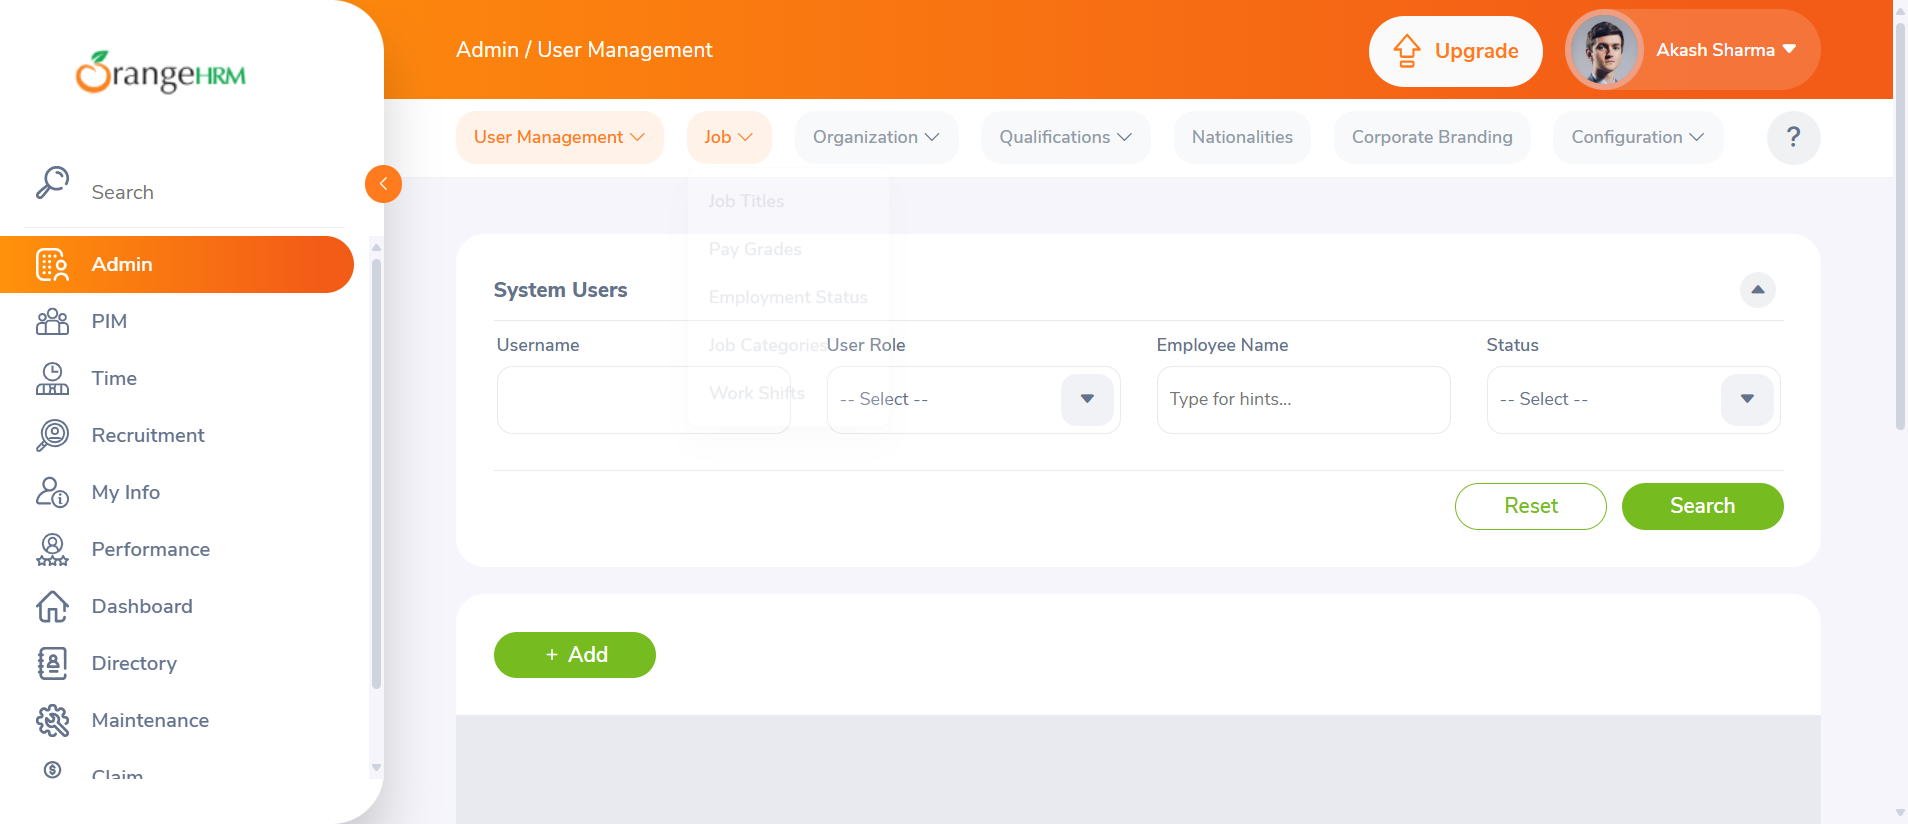 OrangeHRM
Admin / User Management
Upgrade
Akash Sharma
User Management
Job
Organization
Qualifications
Nationalities
Corporate Branding
Configuration
?
Search
Admin
PIM
Time
Recruitment
My Info
Performance
Dashboard
Directory
Maintenance
Claim
Job Titles
Pay Grades
Employment Status
Job Categories
Work Shifts
System Users
Username
User Role
-- Select --
Employee Name
Type for hints...
Status
-- Select --
Reset
Search
+ Add